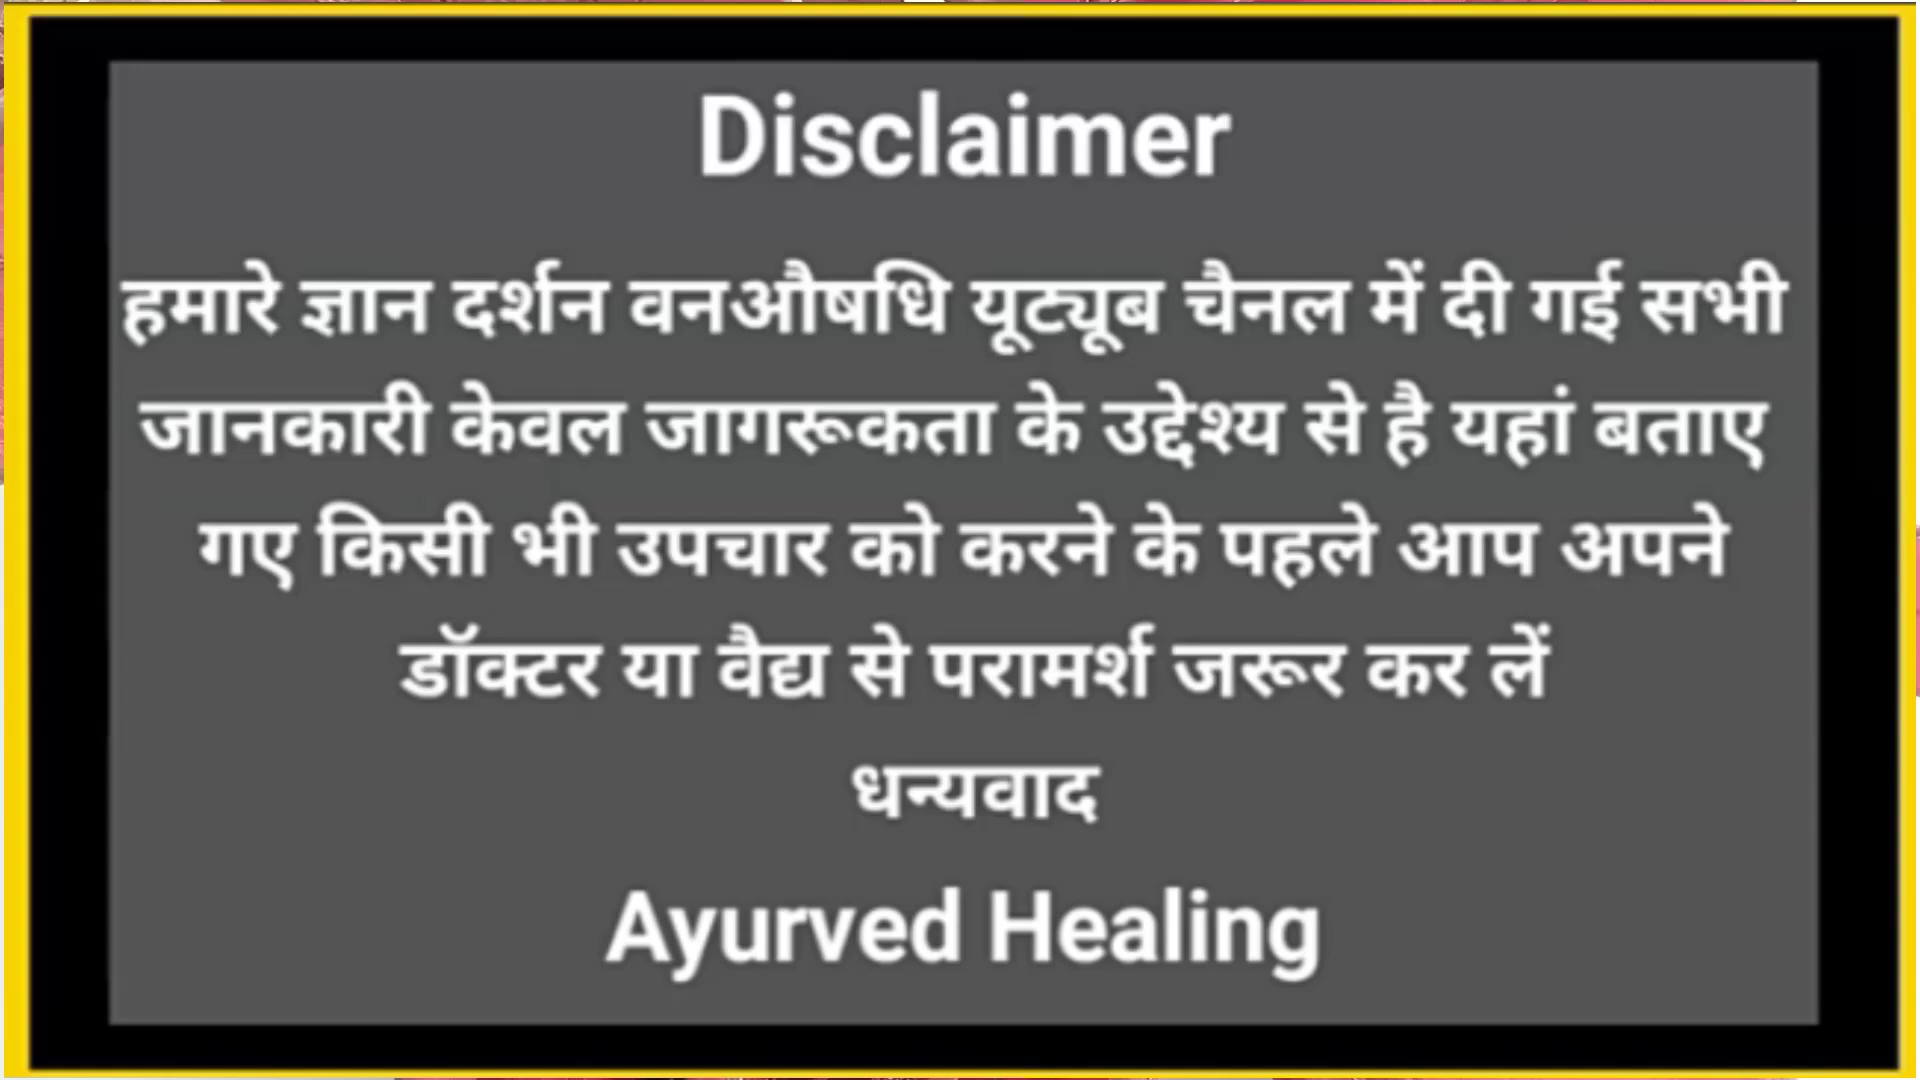 Disclaimer
हमारे ज्ञान दर्शन वनऔषधि यूट्यूब चैनल में दी गई सभी
जानकारी केवल जागरूकता के उद्देश्य से है यहां बताए
गए किसी भी उपचार को करने के पहले आप अपने
डॉक्टर या वैद्य से परामर्श जरूर कर लें
धन्यवाद
Ayurved Healing